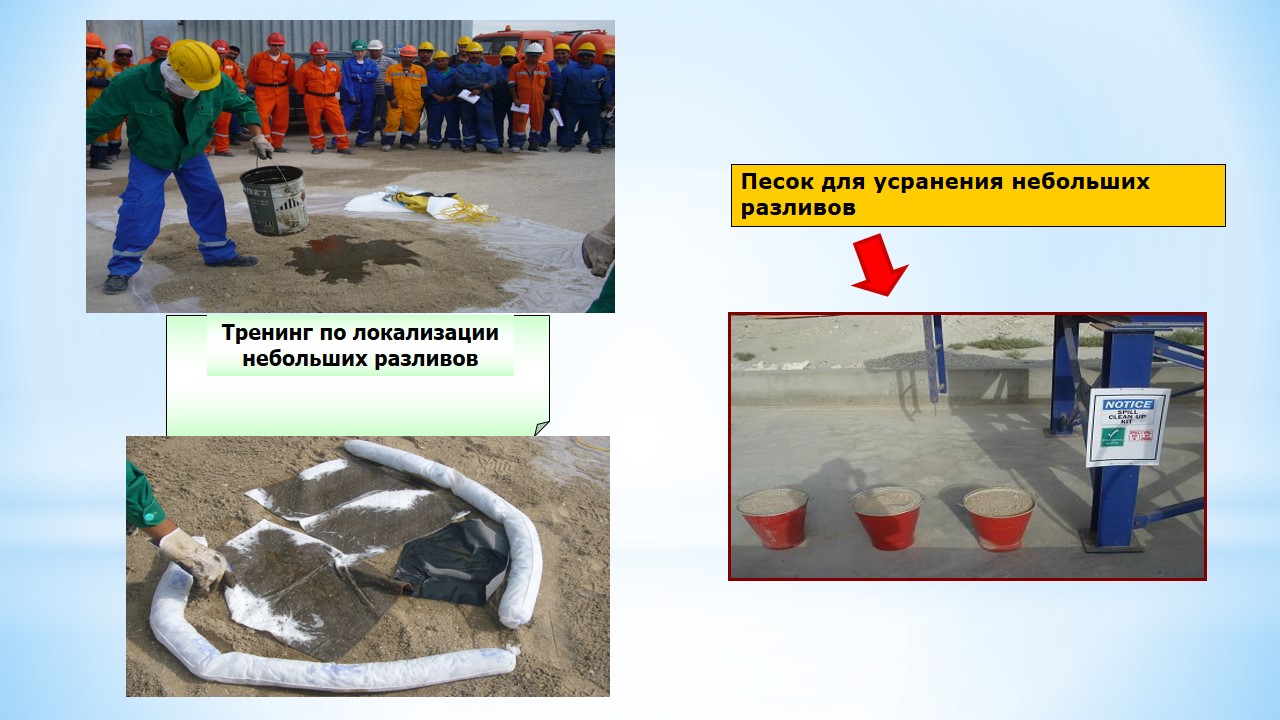 Песок для усранения небольших
разливов
Тренинг по локализации
небольших разливов
NOTICE
SPILL
CLEAN UP
KIT